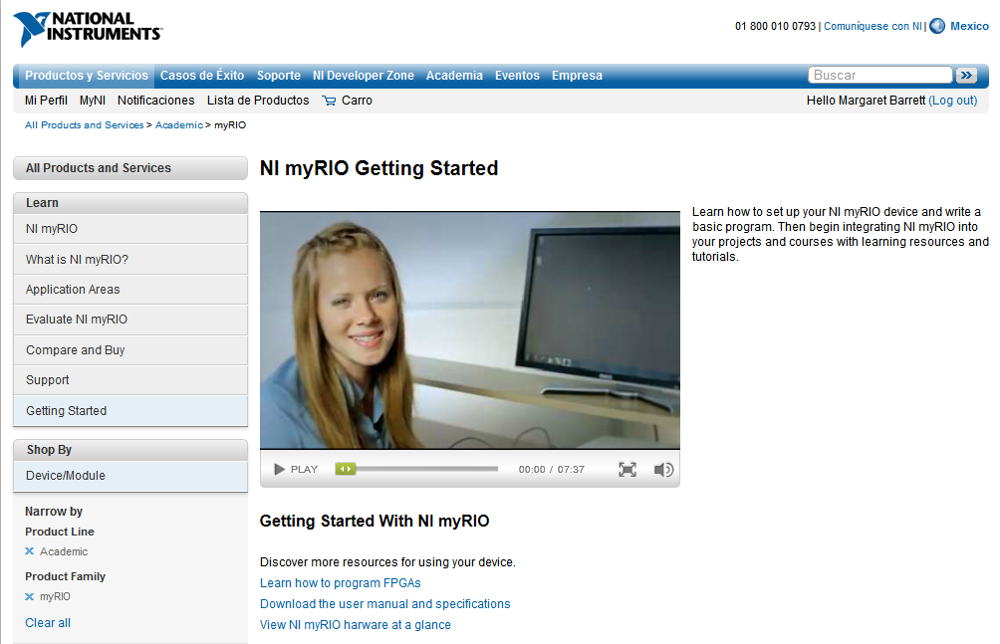 NATIONAL
INSTRUMENTS™
01 800 010 0793 | Comuníquese con NI | Mexico
Productos y Servicios Casos de Éxito Soporte NI Developer Zone Academia Eventos Empresa Buscar
Mi Perfil MyNI Notificaciones Lista de Productos Carro Hello Margaret Barrett (Log out)
All Products and Services > Academic > myRIO
All Products and Services
Learn
NI myRIO
What is NI myRIO?
Application Areas
Evaluate NI myRIO
Compare and Buy
Support
Getting Started
Shop By
Device/Module
Narrow by
Product Line
Academic
Product Family
myRIO
Clear all
NI myRIO Getting Started
Learn how to set up your NI myRIO device and write a
basic program. Then begin integrating NI myRIO into
your projects and courses with learning resources and
tutorials.
PLAY 00:00 / 07:37
Getting Started With NI myRIO
Discover more resources for using your device.
Learn how to program FPGAs
Download the user manual and specifications
View NI myRIO harware at a glance